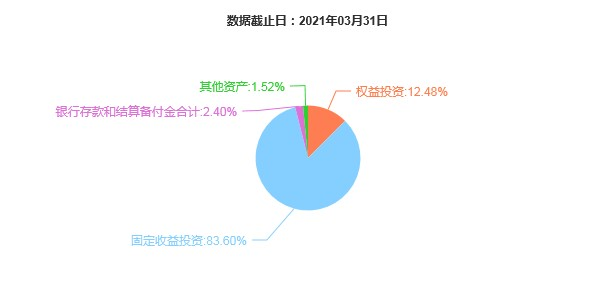 数据截止日：2021年03月31日
其他资产:1.52%
权益投资:12.48%
银行存款和结算备付金合计:2.40%
固定收益投资:83.60%